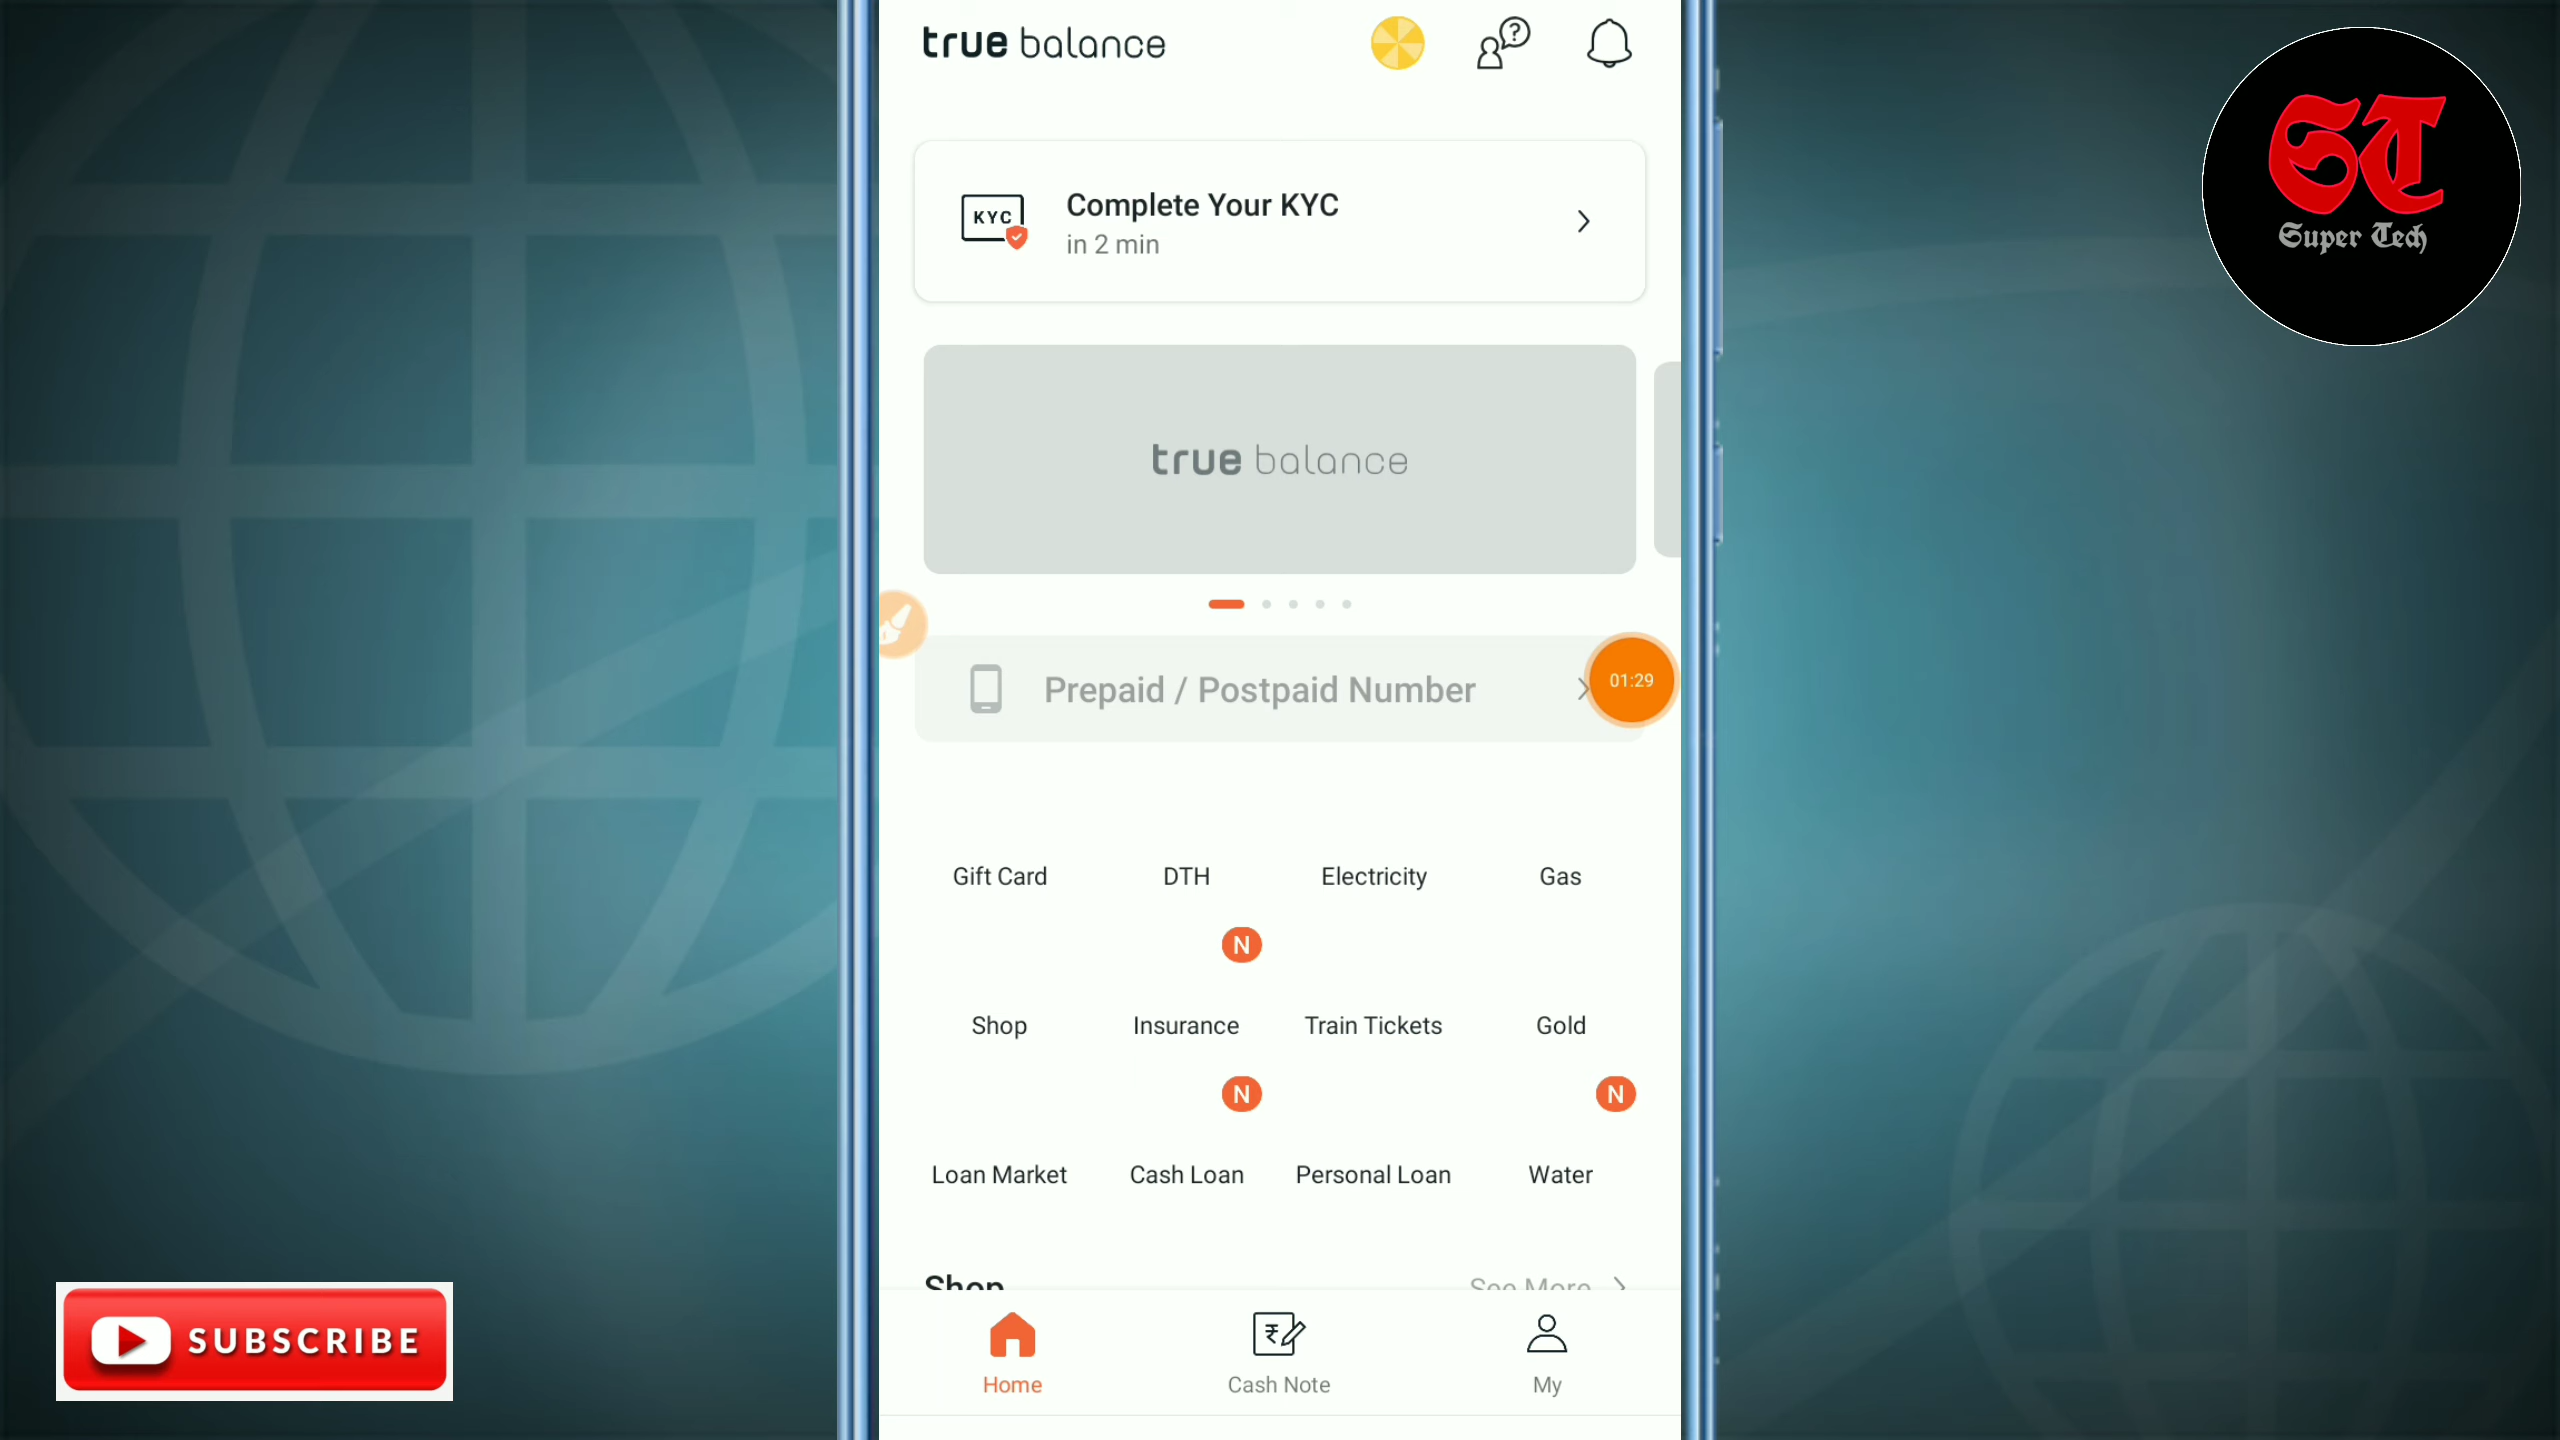 true balance
KYC
Complete Your KYC
in 2 min
true balance
Prepaid / Postpaid Number
01:29
Gift Card DTH Electricity Gas
N
Shop Insurance Train Tickets Gold
N N
Loan Market Cash Loan Personal Loan Water
Shop See More
Home Cash Note My
ST
Super Tech
SUBSCRIBE